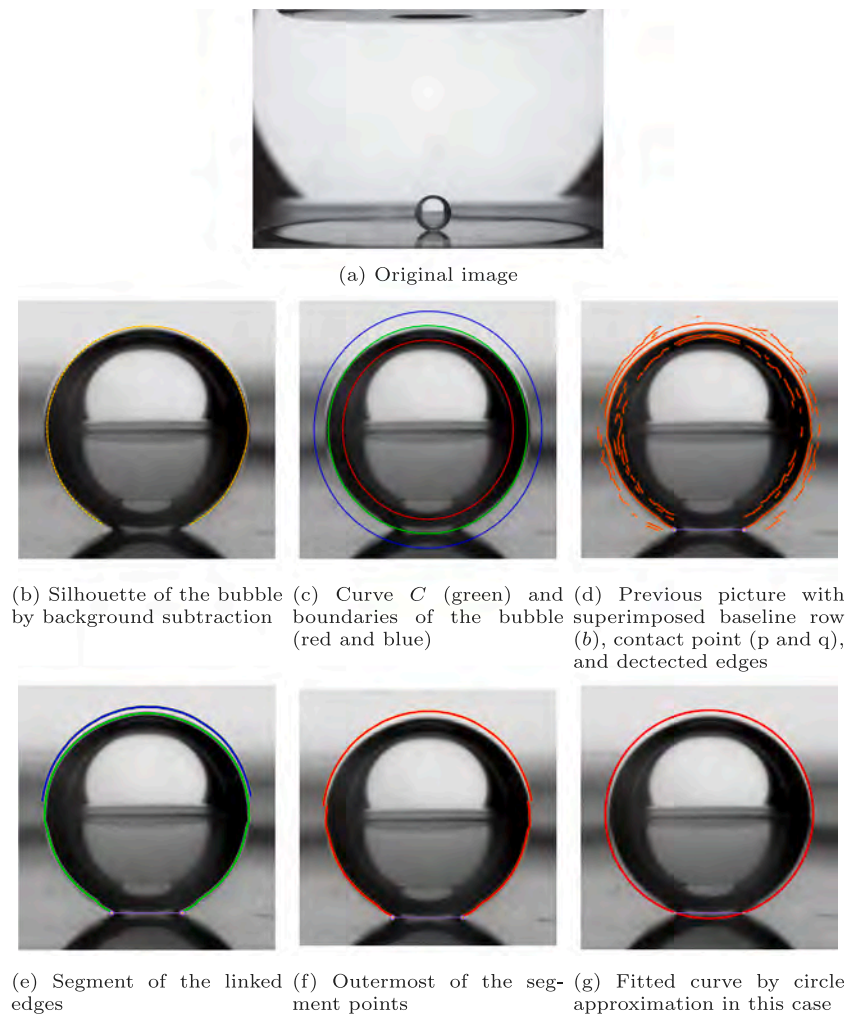 (a) Original image
(b) Silhouette of the bubble
by background subtraction
(c) Curve C (green) and
boundaries of the bubble
(red and blue)
(d) Previous picture with
superimposed baseline row
(b), contact point (p and q),
and dectected edges
(e) Segment of the linked
edges
(f) Outermost of the seg-
ment points
(g) Fitted curve by circle
approximation in this case